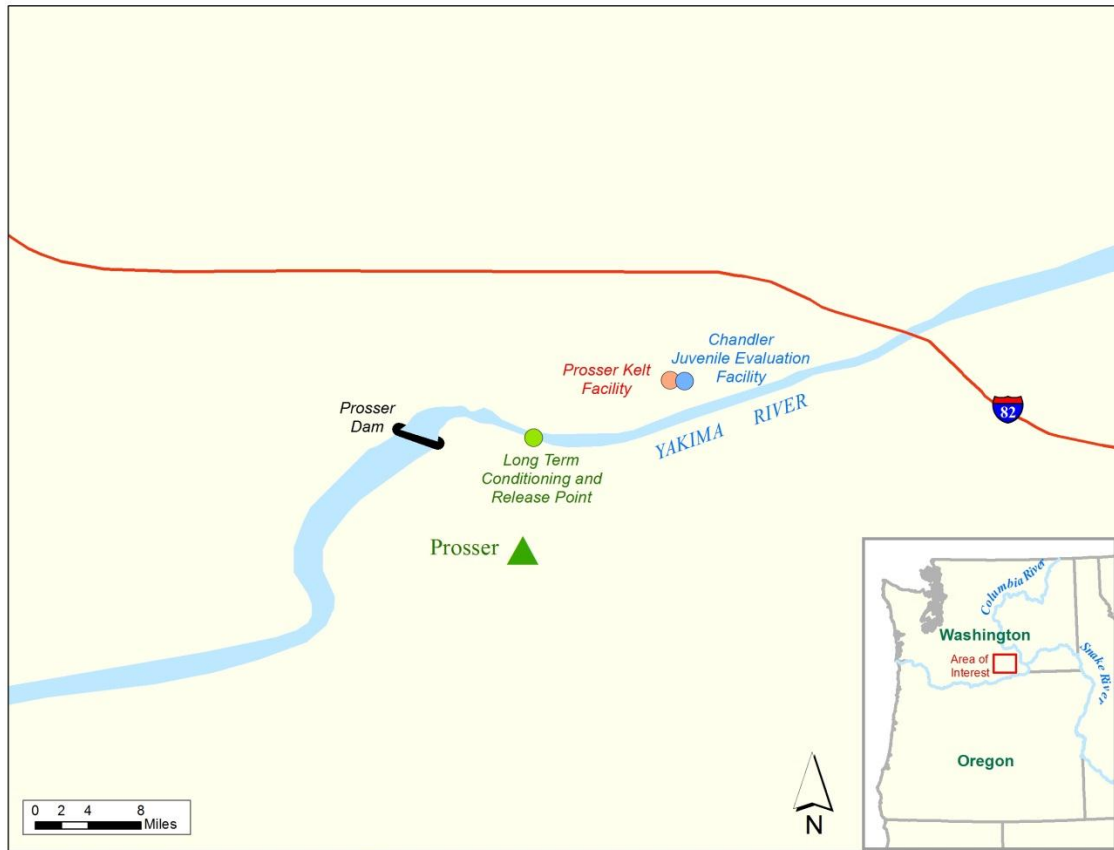 Chandler
Juvenile Evaluation
Facility
Prosser Kelt
Facility
Prosser
Dam
YAKIMA RIVER
82
Long Term
Conditioning and
Release Point
Prosser
Columbia River
Washington
Area of
Interest
Snake River
Oregon
0 2 4 8
Miles
N